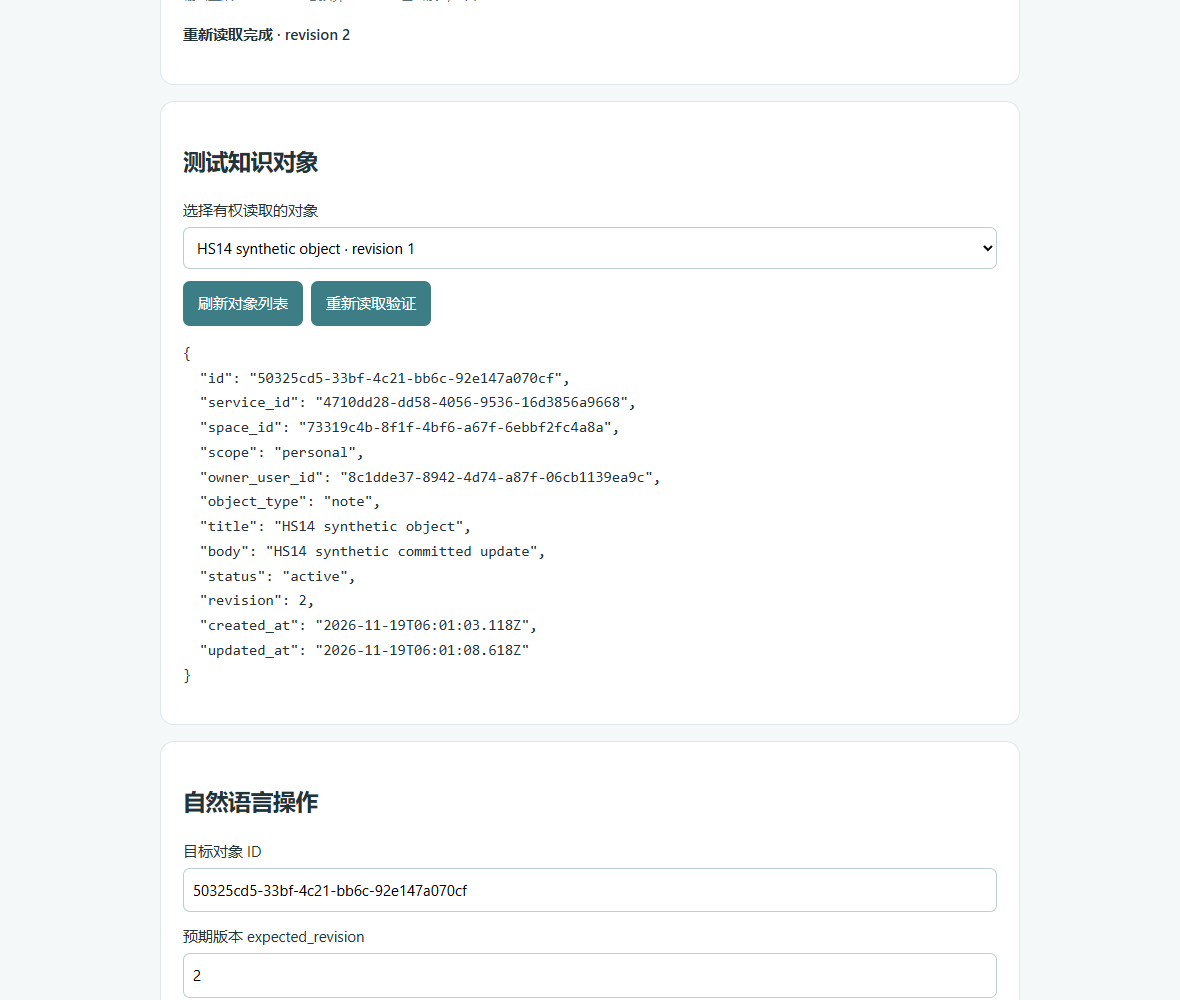 重新读取完成 · revision 2
测试知识对象
选择有权读取的对象
HS14 synthetic object · revision 1
刷新对象列表
重新读取验证
{
  "id": "50325cd5-33bf-4c21-bb6c-92e147a070cf",
  "service_id": "4710dd28-dd58-4056-9536-16d3856a9668",
  "space_id": "73319c4b-8f1f-4bf6-a67f-6ebbf2fc4a8a",
  "scope": "personal",
  "owner_user_id": "8c1dde37-8942-4d74-a87f-06cb1139ea9c",
  "object_type": "note",
  "title": "HS14 synthetic object",
  "body": "HS14 synthetic committed update",
  "status": "active",
  "revision": 2,
  "created_at": "2026-11-19T06:01:03.118Z",
  "updated_at": "2026-11-19T06:01:08.618Z"
}
自然语言操作
目标对象 ID
50325cd5-33bf-4c21-bb6c-92e147a070cf
预期版本 expected_revision
2